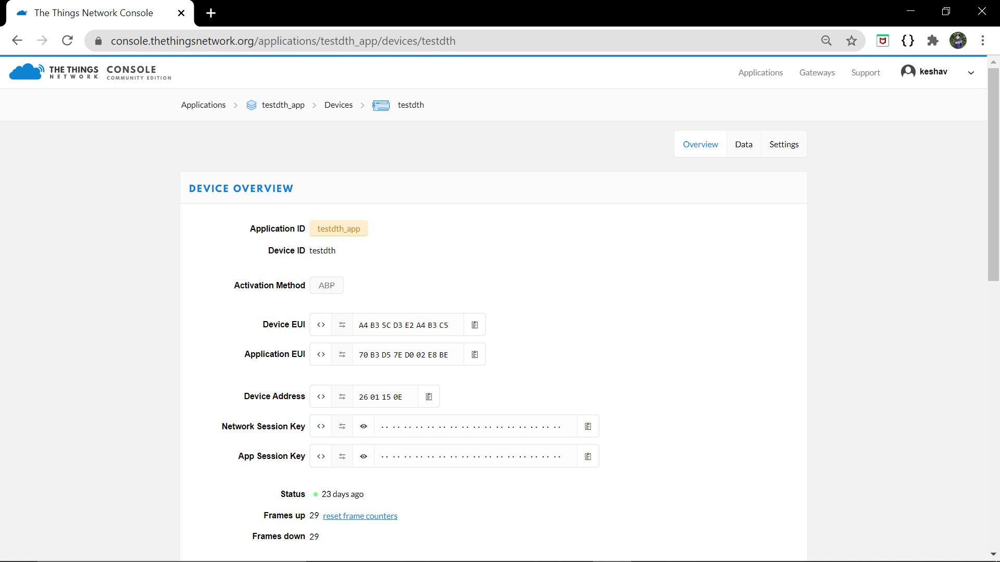 The Things Network Console
console.thethingsnetwork.org/applications/testdth_app/devices/testdth
THE THINGS NETWORK CONSOLE COMMUNITY EDITION
Applications Gateways Support keshav
Applications testdth_app Devices testdth
Overview Data Settings
DEVICE OVERVIEW
Application ID testdth_app
Device ID testdth
Activation Method ABP
Device EUI <> A4 B3 5C D3 E2 A4 B3 C5
Application EUI <> 70 B3 D5 7E D0 02 E8 BE
Device Address <> 26 01 15 0E
Network Session Key <> .. .. .. .. .. .. .. .. .. .. .. .. .. .. .. ..
App Session Key <> .. .. .. .. .. .. .. .. .. .. .. .. .. .. .. ..
Status 23 days ago
Frames up 29 reset frame counters
Frames down 29